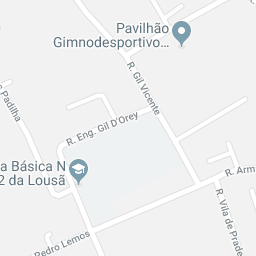 Pavilhão
Gimnodesportivo...
R. Gil Vicente
Padilha
R. Eng. Gil D'Orey
a Básica N
2 da Lousã
R. Arm
R. Vila de Prade
Pedro Lemos